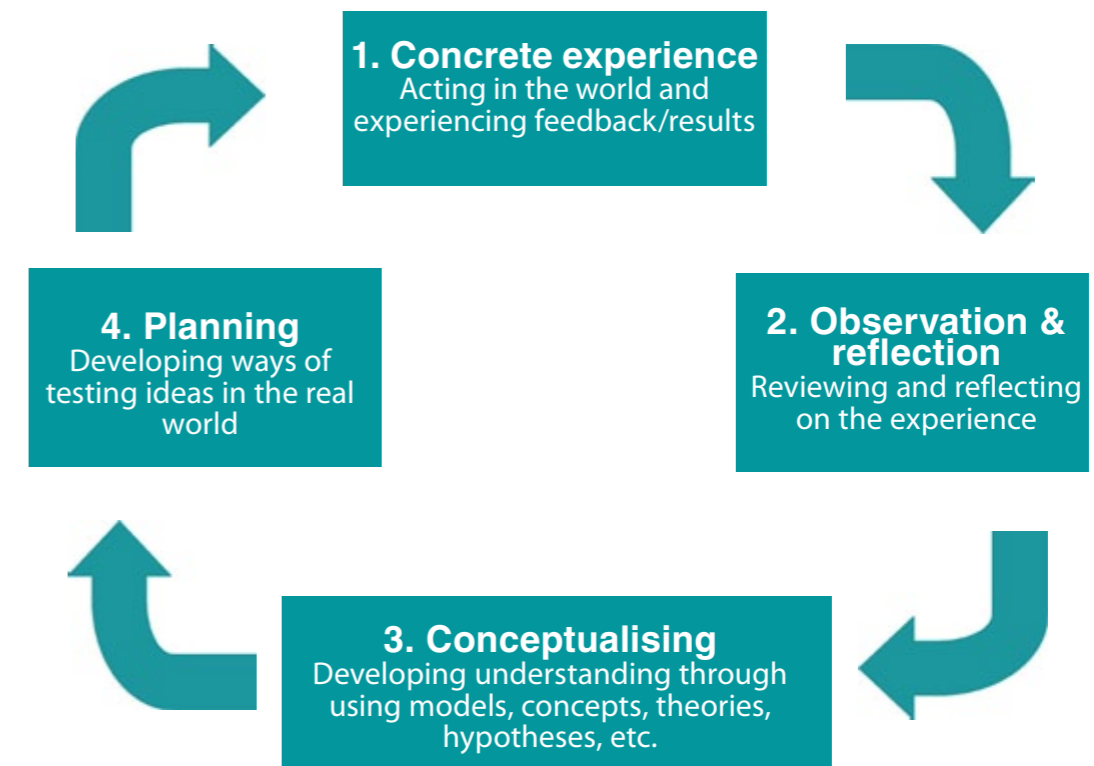 1. Concrete experience
Acting in the world and
experiencing feedback/results
2. Observation &
reflection
Reviewing and reflecting
on the experience
3. Conceptualising
Developing understanding through
using models, concepts, theories,
hypotheses, etc.
4. Planning
Developing ways of
testing ideas in the real
world